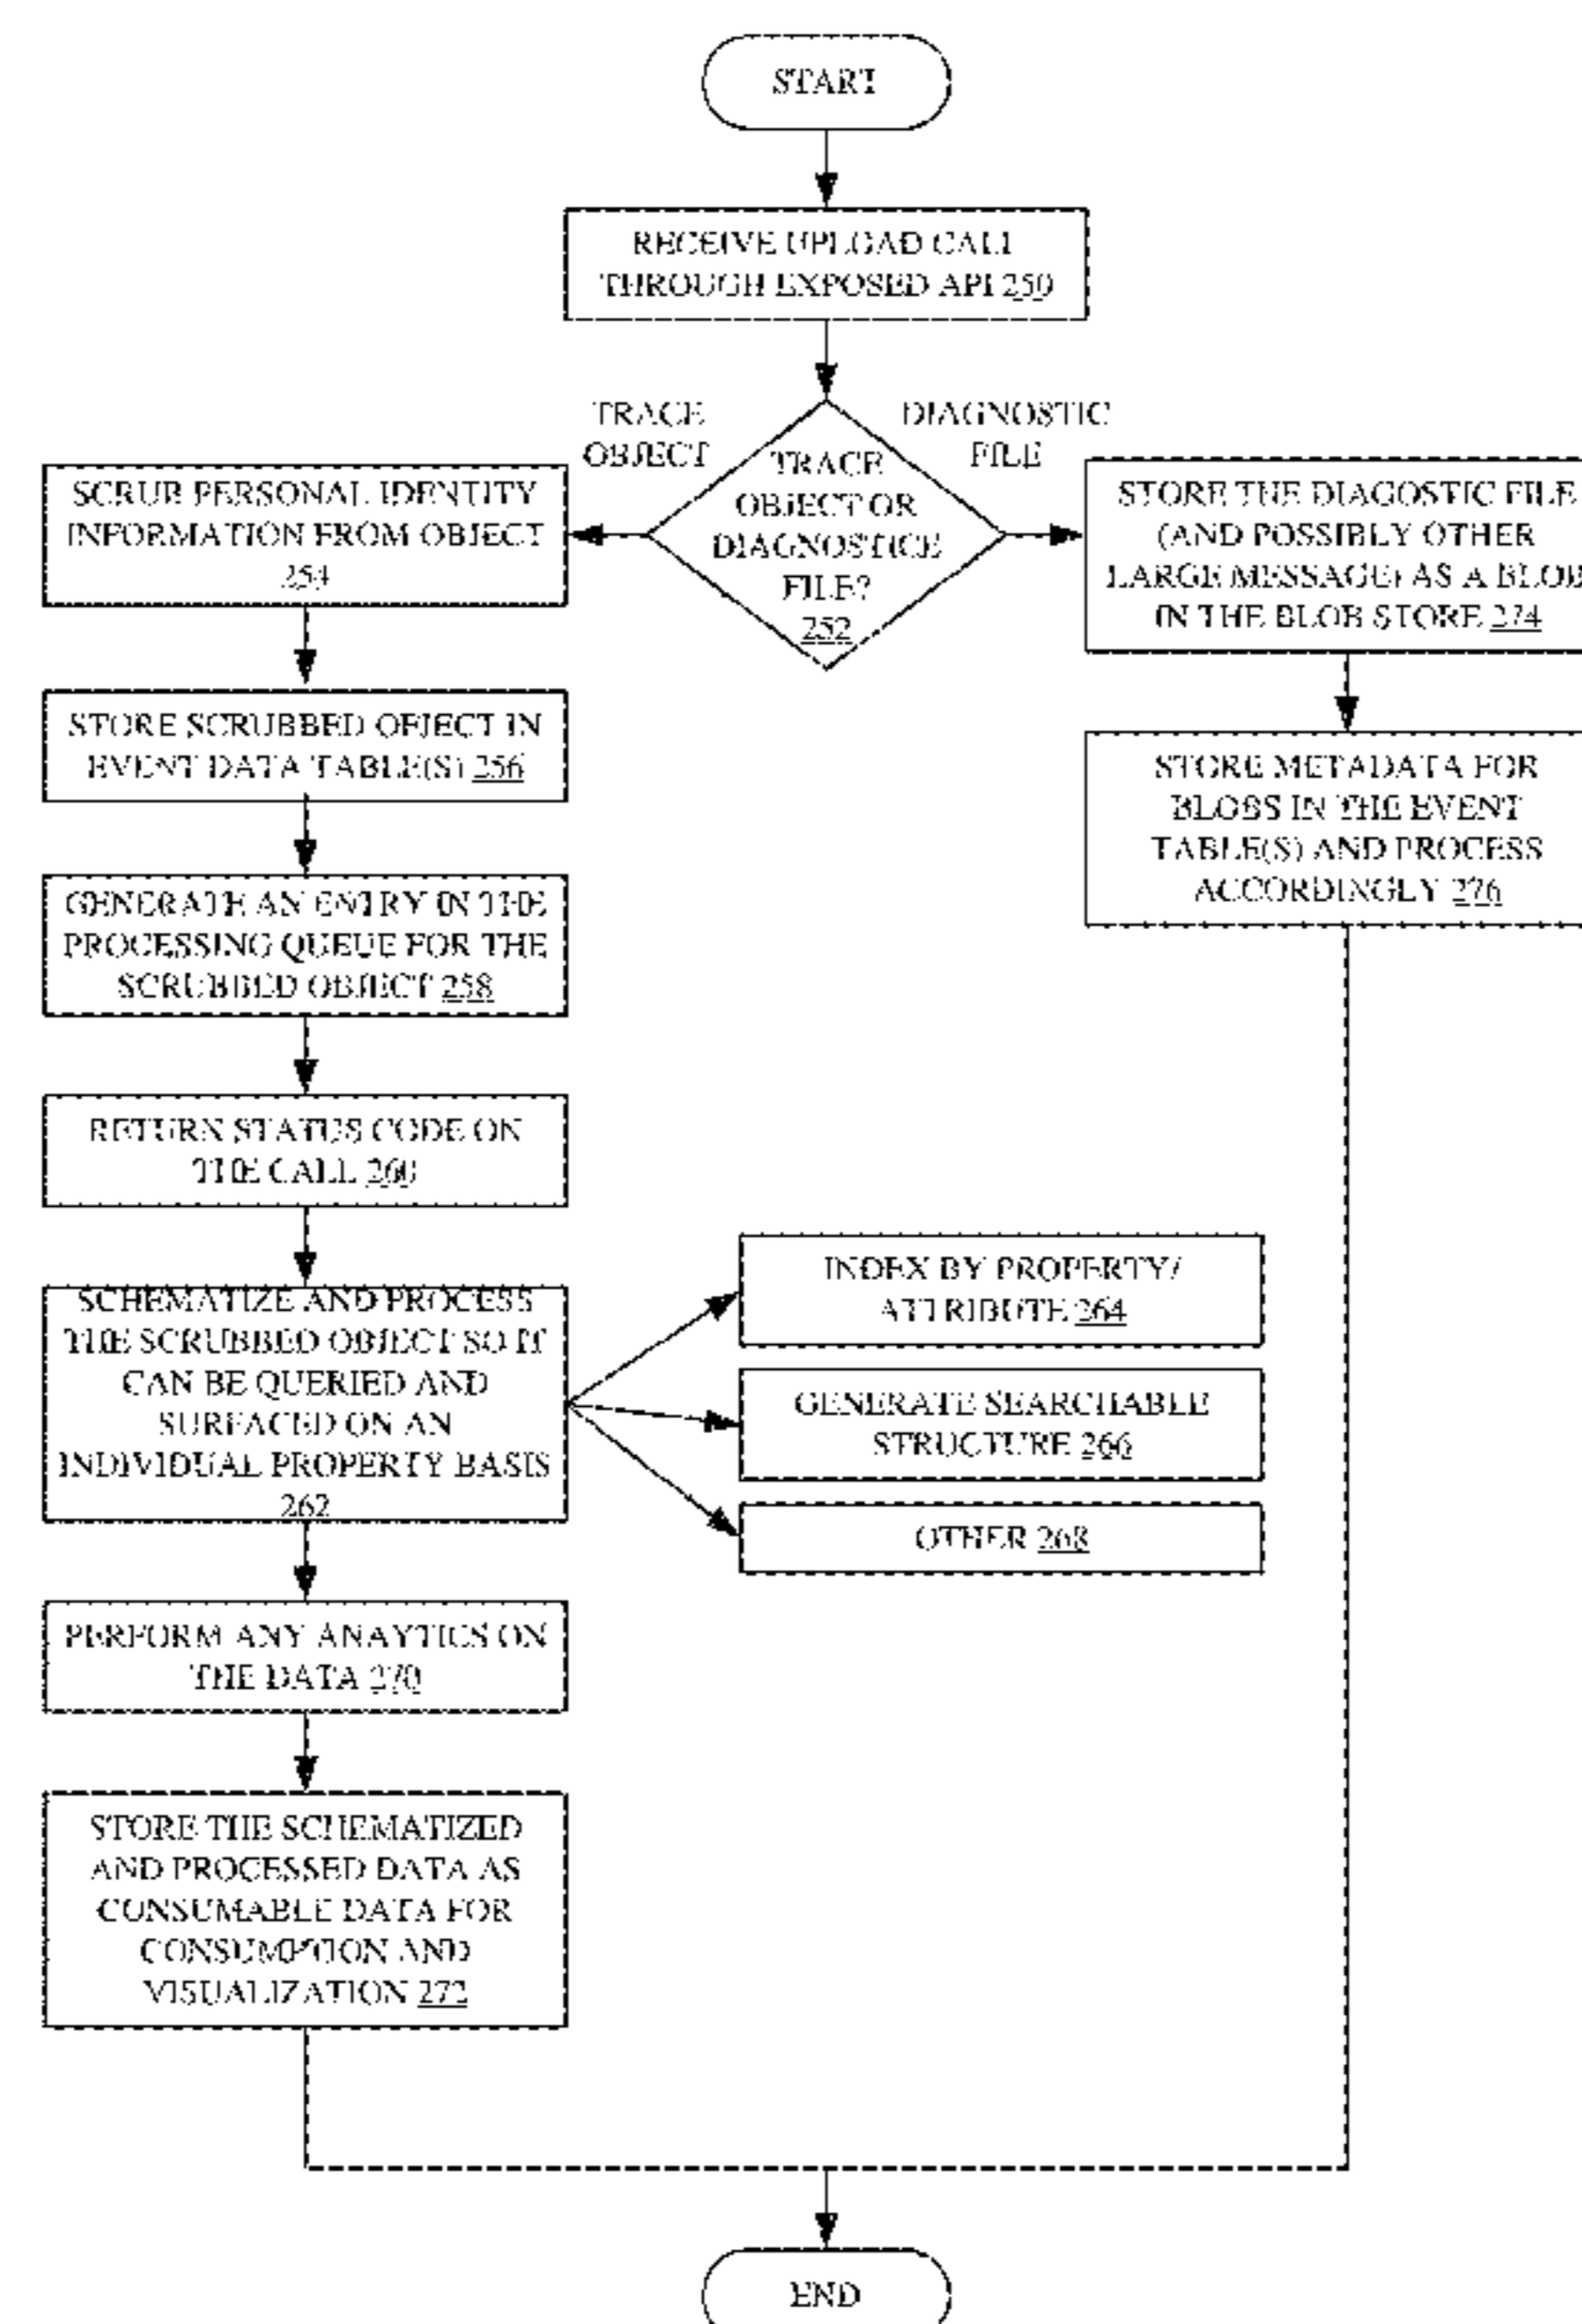 START
RECEIVE UPLOAD CALL
THROUGH EXPOSED API 250
TRACE
OBJECT
DIAGNOSTIC
FILE
TRACE
OBJECT OR
DIAGNOSTICE
FILE?
252
SCRUB PERSONAL IDENTITY
INFORMATION FROM OBJECT
254
STORE SCRUBBED OBJECT IN
EVENT DATA TABLE(S) 256
GENERATE AN ENTRY IN THE
PROCESSING QUEUE FOR THE
SCRUBBED OBJECT 258
RETURN STATUS CODE ON
THE CALL 260
SCHEMATIZE AND PROCESS
THE SCRUBBED OBJECT SO IT
CAN BE QUERIED AND
SURFACED ON AN
INDIVIDUAL PROPERTY BASIS
262
INDEX BY PROPERTY/
ATTRIBUTE 264
GENERATE SEARCHABLE
STRUCTURE 266
OTHER 268
PERFORM ANY ANAYTICS ON
THE DATA 270
STORE THE SCHEMATIZED
AND PROCESSED DATA AS
CONSUMABLE DATA FOR
CONSUMPTION AND
VISUALIZATION 272
STORE THE DIAGOSTIC FILE
(AND POSSIBLY OTHER
LARGE MESSAGE) AS A BLOB
IN THE BLOB STORE 274
STORE METADATA FOR
BLOBS IN THE EVENT
TABLE(S) AND PROCESS
ACCORDINGLY 276
END